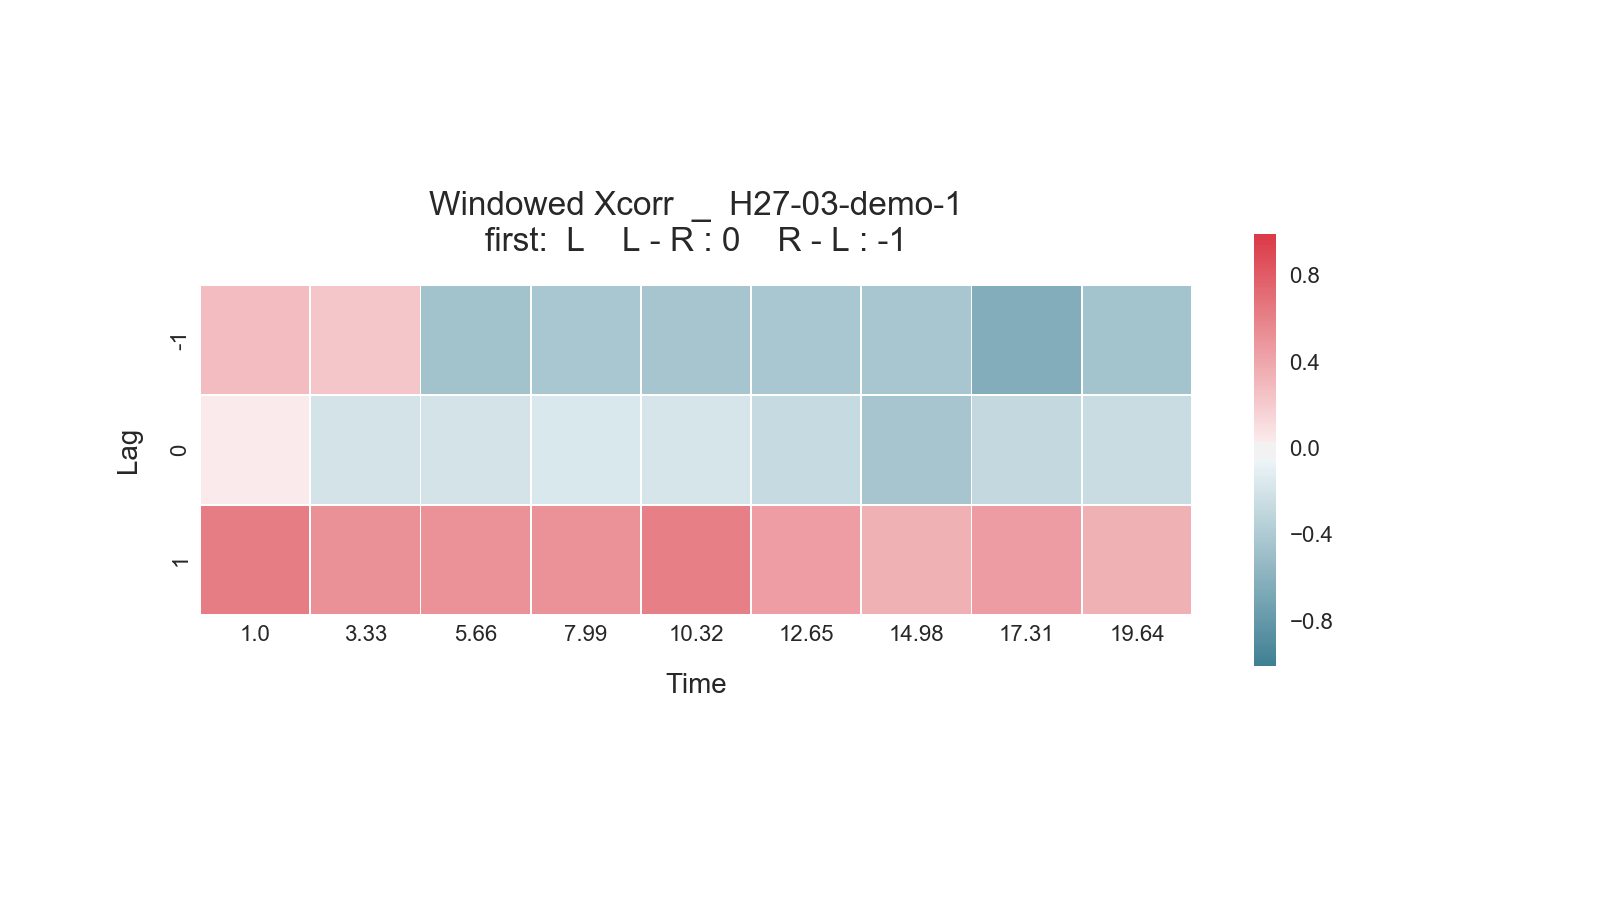 Windowed Xcorr _ H27-03-demo-1
first: L L - R : 0 R - L : -1
Lag
-1
0
1
1.0 3.33 5.66 7.99 10.32 12.65 14.98 17.31 19.64
Time
0.8
0.4
0.0
−0.4
−0.8